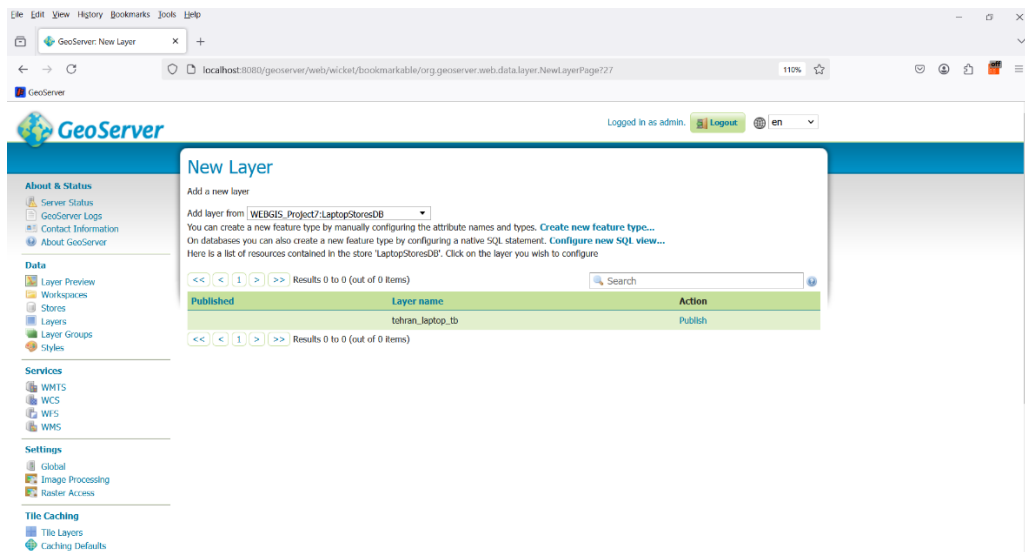 File Edit View History Bookmarks Tools Help
GeoServer: New Layer
localhost:8080/geoserver/web/wicket/bookmarkable/org.geoserver.web.data.layer.NewLayerPage?27
110%
off
GeoServer
GeoServer
Logged in as admin. Logout en
New Layer
Add a new layer
Add layer from WEBGIS_Project7:LaptopStoresDB
You can create a new feature type by manually configuring the attribute names and types. Create new feature type...
On databases you can also create a new feature type by configuring a native SQL statement. Configure new SQL view...
Here is a list of resources contained in the store 'LaptopStoresDB'. Click on the layer you wish to configure
<< < 1 > >> Results 0 to 0 (out of 0 items) Search
Published Layer name Action
tehran_laptop_tb Publish
<< < 1 > >> Results 0 to 0 (out of 0 items)
About & Status
Server Status
GeoServer Logs
Contact Information
About GeoServer
Data
Layer Preview
Workspaces
Stores
Layers
Layer Groups
Styles
Services
WMTS
WCS
WFS
WMS
Settings
Global
Image Processing
Raster Access
Tile Caching
Tile Layers
Caching Defaults